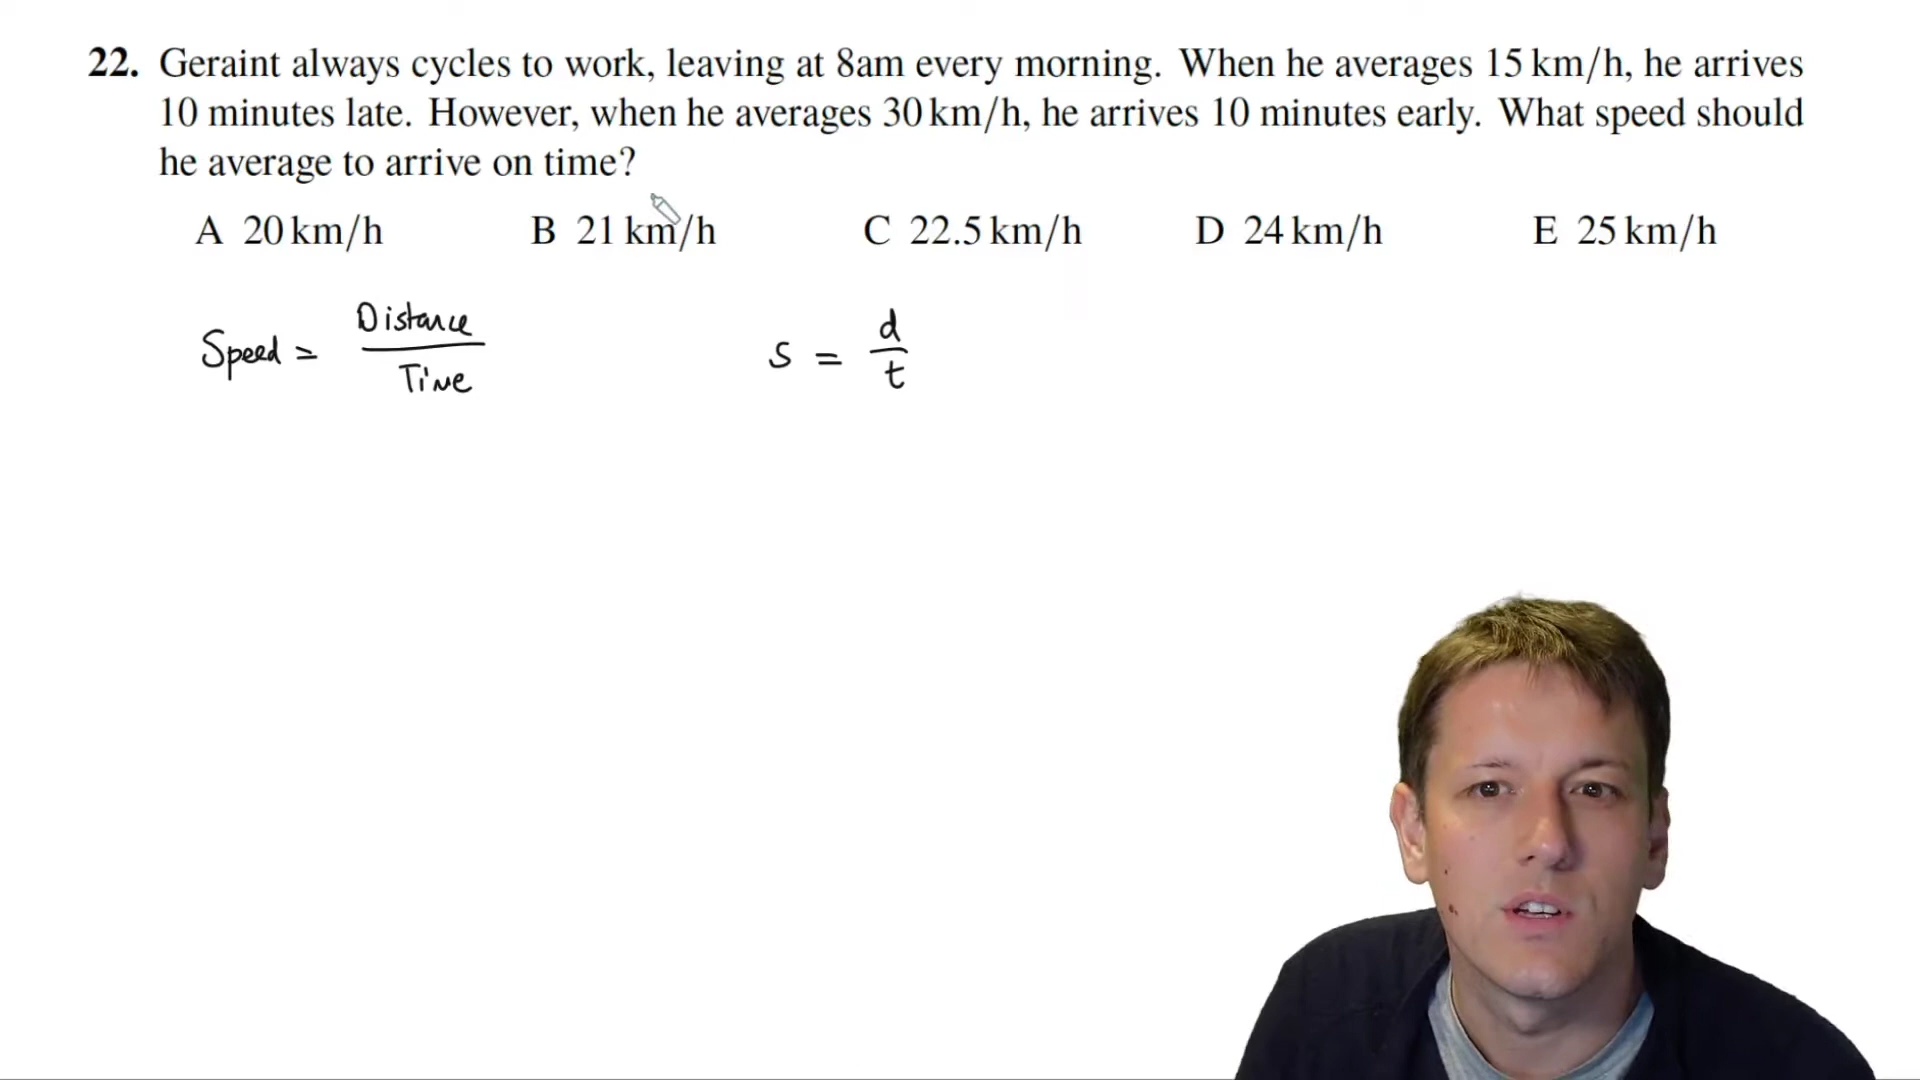 22. Geraint always cycles to work, leaving at 8am every morning. When he averages 15 km/h, he arrives
10 minutes late. However, when he averages 30 km/h, he arrives 10 minutes early. What speed should
he average to arrive on time?
A 20 km/h B 21 km/h C 22.5 km/h D 24 km/h E 25 km/h
Speed = Distance / Time s = d / t